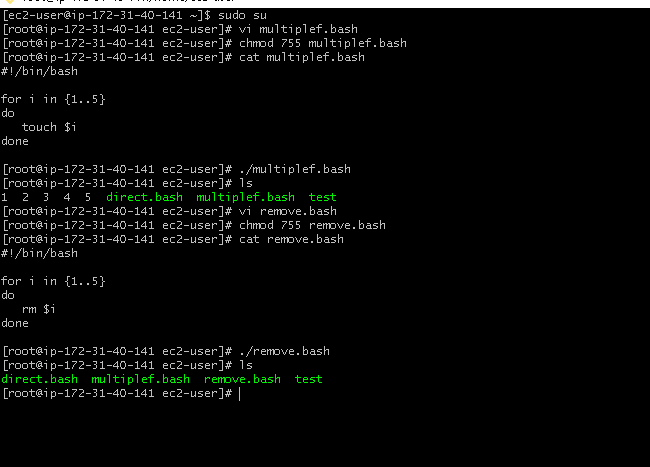 [ec2-user@ip-172-31-40-141 ~]$ sudo su
[root@ip-172-31-40-141 ec2-user]# vi multiplef.bash
[root@ip-172-31-40-141 ec2-user]# chmod 755 multiplef.bash
[root@ip-172-31-40-141 ec2-user]# cat multiplef.bash
#!/bin/bash
for i in {1..5}
do
   touch $i
done
[root@ip-172-31-40-141 ec2-user]# ./multiplef.bash
[root@ip-172-31-40-141 ec2-user]# ls
1  2  3  4  5  direct.bash  multiplef.bash  test
[root@ip-172-31-40-141 ec2-user]# vi remove.bash
[root@ip-172-31-40-141 ec2-user]# chmod 755 remove.bash
[root@ip-172-31-40-141 ec2-user]# cat remove.bash
#!/bin/bash
for i in {1..5}
do
   rm $i
done
[root@ip-172-31-40-141 ec2-user]# ./remove.bash
[root@ip-172-31-40-141 ec2-user]# ls
direct.bash  multiplef.bash  remove.bash  test
[root@ip-172-31-40-141 ec2-user]#